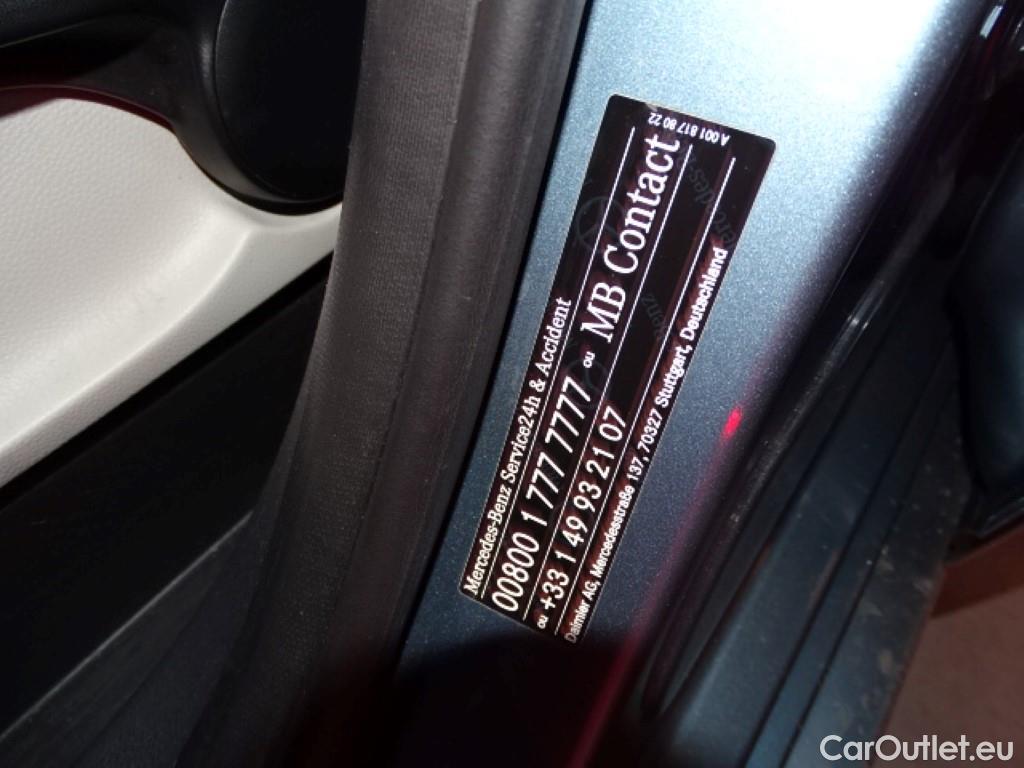 A 001 817 80 22
Mercedes-Benz Service24h & Accident
00800 1 777 7777 ou MB Contact
ou +33 1 49 93 21 07
Daimler AG, Mercedesstraße 137, 70327 Stuttgart, Deutschland
CarOutlet.eu